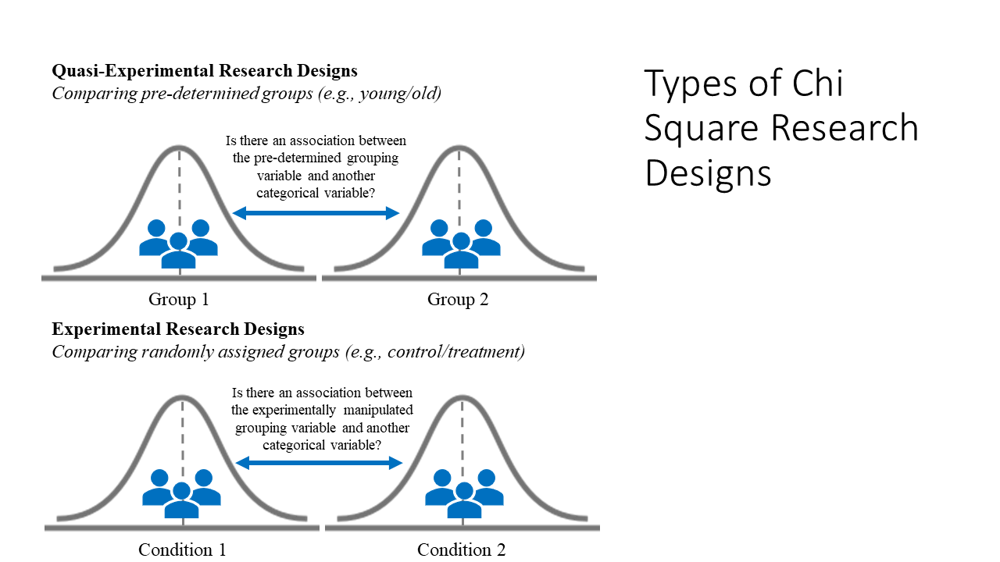 Quasi-Experimental Research Designs
Comparing pre-determined groups (e.g., young/old)
Is there an association between
the pre-determined grouping
variable and another
categorical variable?
Group 1
Group 2
Experimental Research Designs
Comparing randomly assigned groups (e.g., control/treatment)
Is there an association between
the experimentally manipulated
grouping variable and another
categorical variable?
Condition 1
Condition 2
Types of Chi
Square Research
Designs